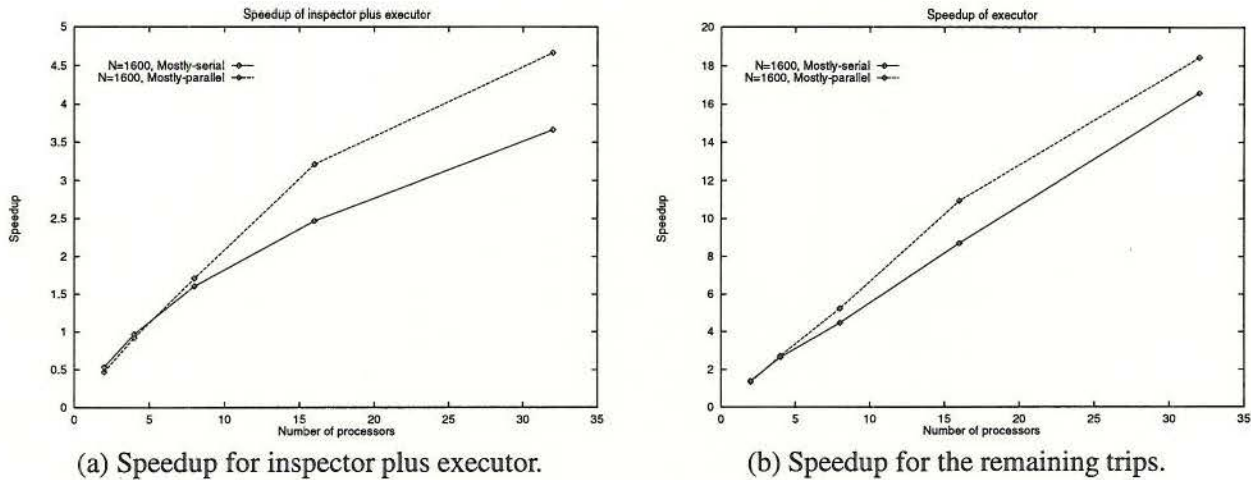 Speedup of inspector plus executor
5
4.5
4
3.5
3
2.5
2
1.5
1
0.5
0
N=1600, Mostly-serial
N=1600, Mostly-parallel
Speedup
0 5 10 15 20 25 30 35
Number of processors
(a) Speedup for inspector plus executor.
Speedup of executor
20
18
16
14
12
10
8
6
4
2
0
N=1600, Mostly-serial
N=1600, Mostly-parallel
Speedup
0 5 10 15 20 25 30 35
Number of processors
(b) Speedup for the remaining trips.